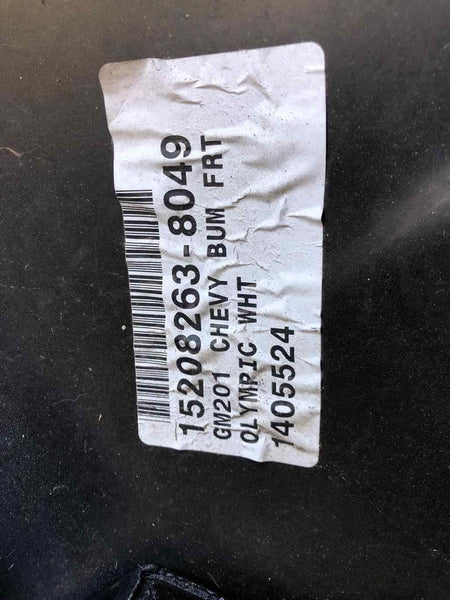 15208263-8049
GM201 CHEVY BUM FRT
OLYMPIC WHT
1405524